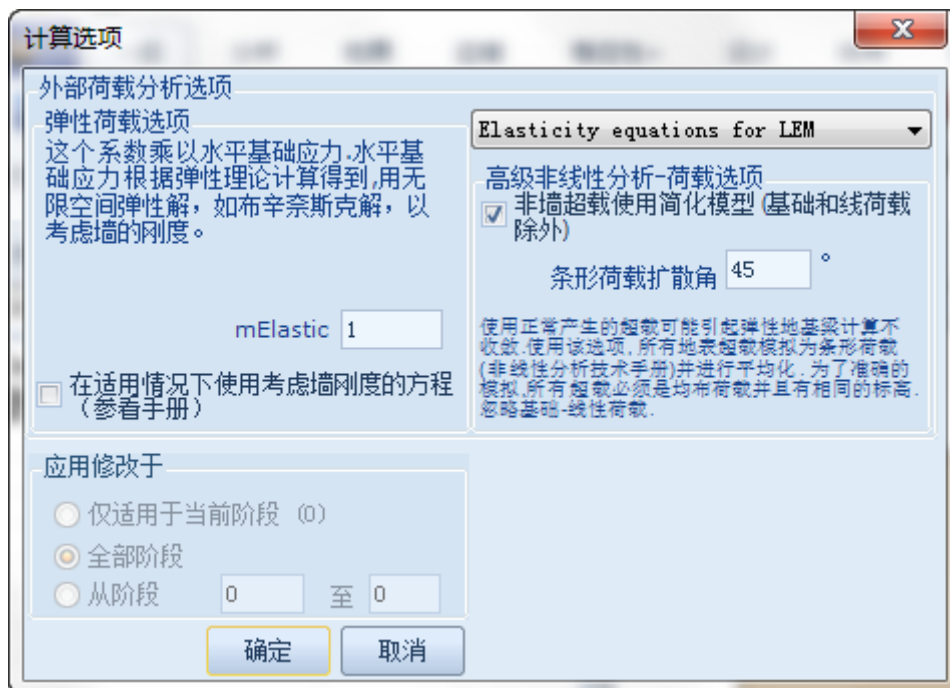 计算选项
外部荷载分析选项
弹性荷载选项
这个系数乘以水平基础应力.水平基
础应力根据弹性理论计算得到,用无
限空间弹性解，如布辛奈斯克解，以
考虑墙的刚度。
mElastic 1
在适用情况下使用考虑墙刚度的方程
（参看手册）
Elasticity equations for LEM
高级非线性分析-荷载选项
非墙超载使用简化模型(基础和线荷载
除外)
条形荷载扩散角 45 °
使用正常产生的超载可能引起弹性地基梁计算不
收敛.使用该选项,所有地表超载模拟为条形荷载
(非线性分析技术手册)并进行平均化.为了准确的
模拟,所有超载必须是均布荷载并且有相同的标高.
忽略基础-线性荷载.
应用修改于
仅适用于当前阶段 (0)
全部阶段
从阶段 0 至 0
确定 取消